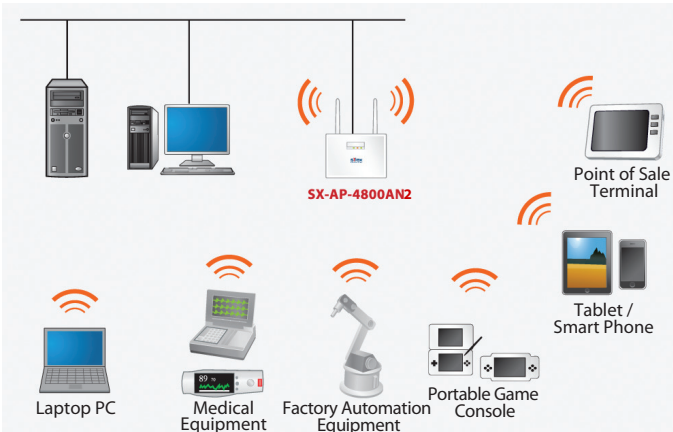 silex
SX-AP-4800AN2
Point of Sale
Terminal
Tablet /
Smart Phone
89
Laptop PC
Medical
Equipment
Factory Automation
Equipment
Portable Game
Console